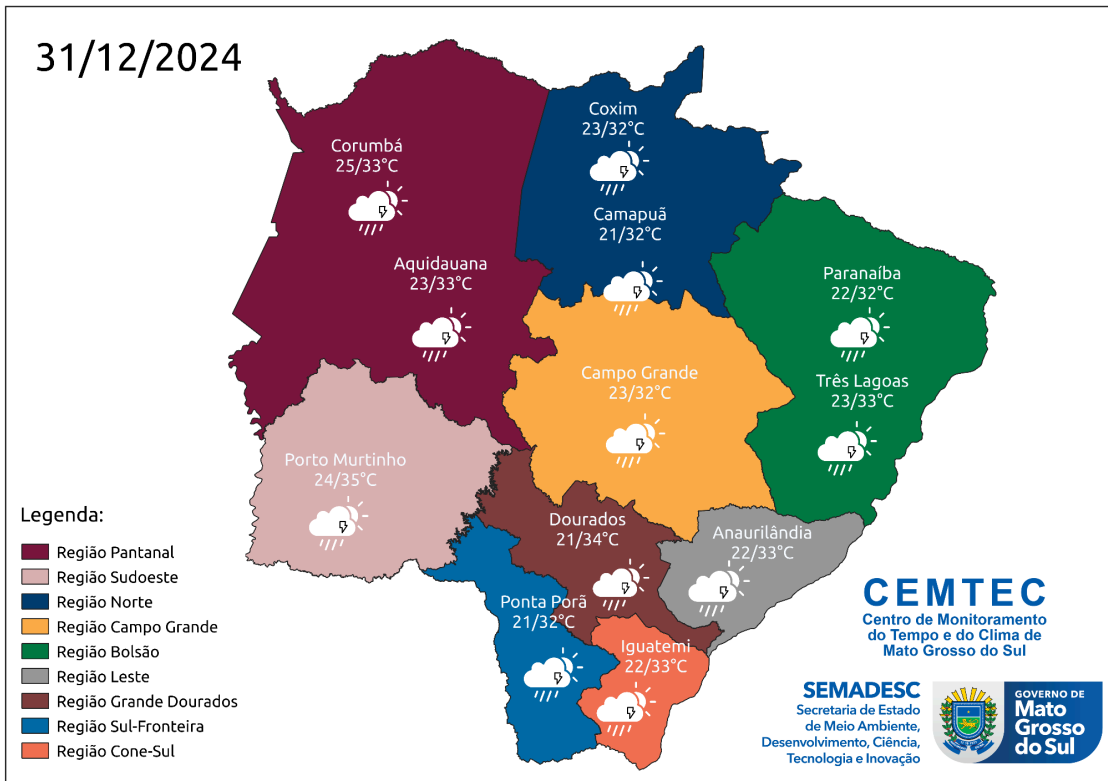 31/12/2024
Coxim
23/32°C
Corumbá
25/33°C
Camapuã
21/32°C
Aquidauana
23/33°C
Paranaíba
22/32°C
Campo Grande
23/32°C
Três Lagoas
23/33°C
Porto Murtinho
24/35°C
Dourados
21/34°C
Anaurilândia
22/33°C
Ponta Porã
21/32°C
Iguatemi
22/33°C
Legenda:
Região Pantanal
Região Sudoeste
Região Norte
Região Campo Grande
Região Bolsão
Região Leste
Região Grande Dourados
Região Sul-Fronteira
Região Cone-Sul
CEMTEC
Centro de Monitoramento
do Tempo e do Clima de
Mato Grosso do Sul
SEMADESC
Secretaria de Estado
de Meio Ambiente,
Desenvolvimento, Ciência,
Tecnologia e Inovação
GOVERNO DE
Mato
Grosso
do Sul